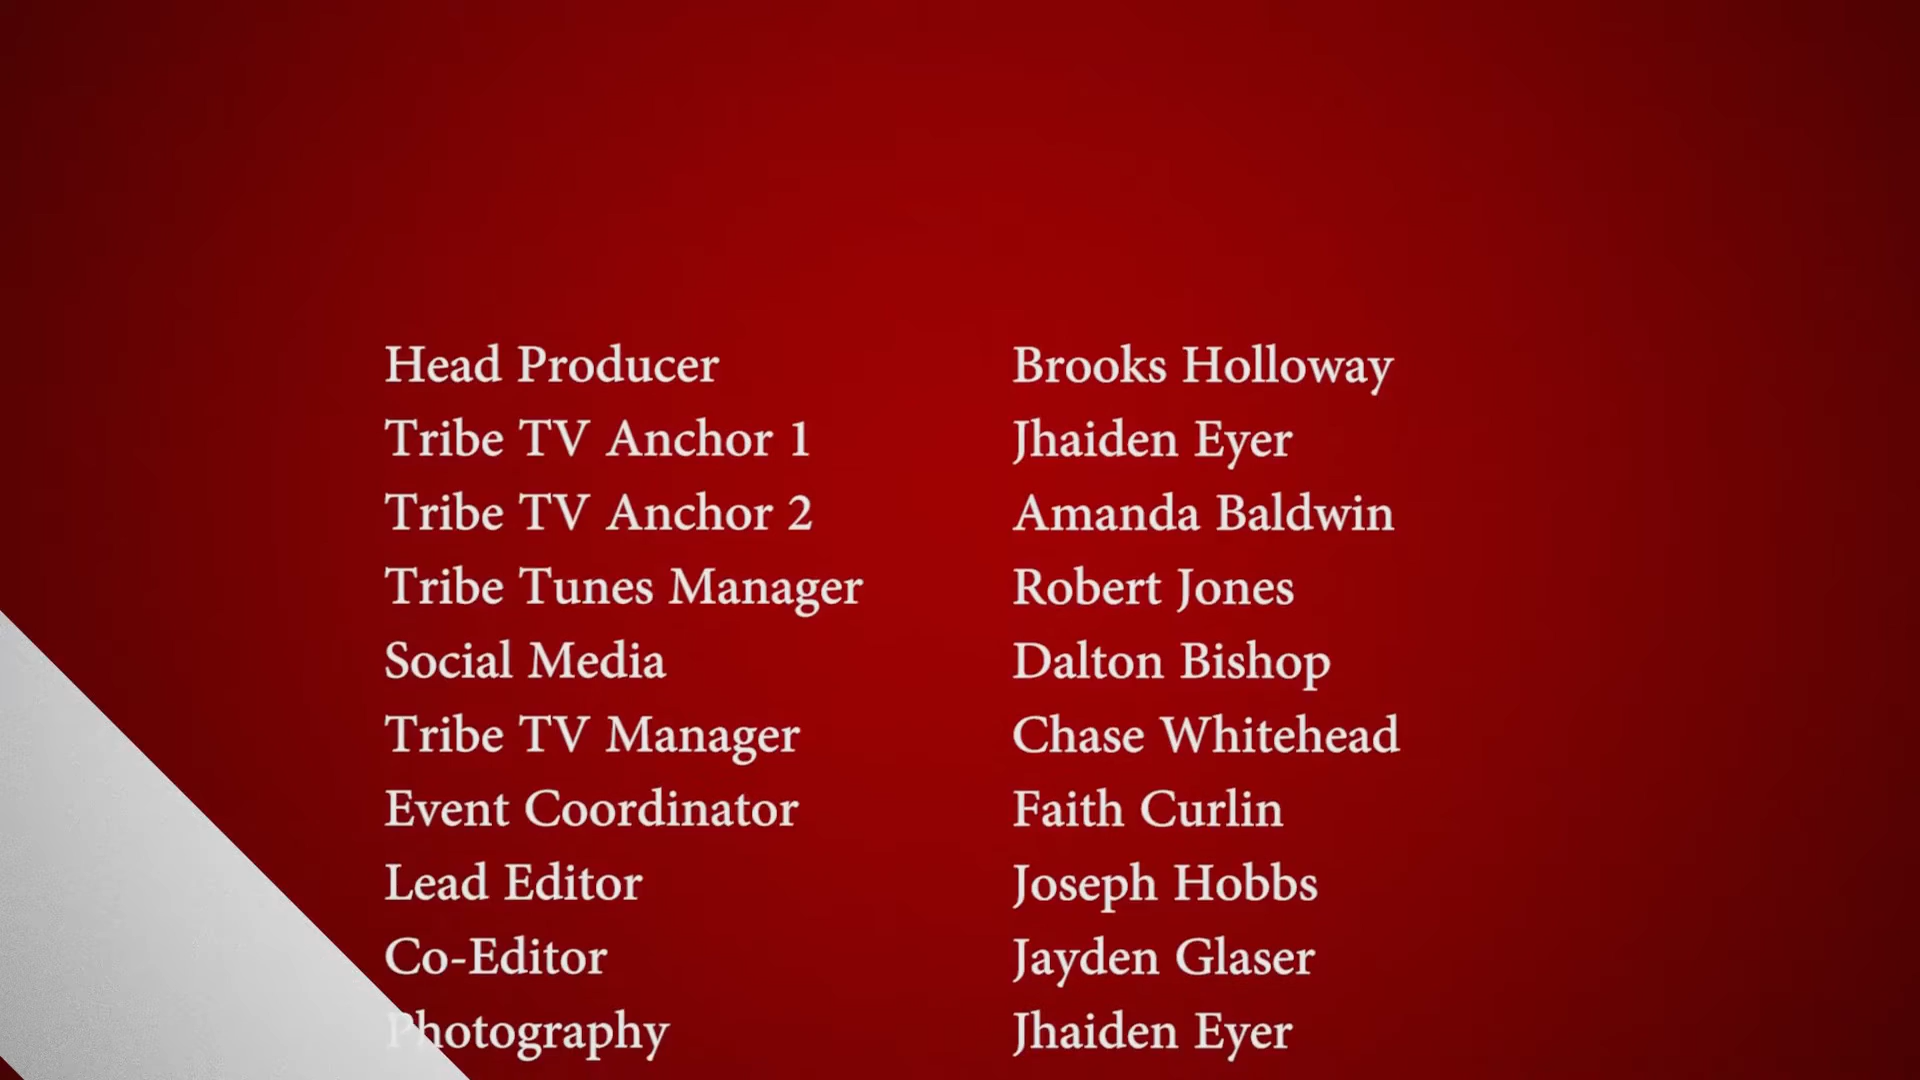 Head Producer Brooks Holloway
Tribe TV Anchor 1 Jhaiden Eyer
Tribe TV Anchor 2 Amanda Baldwin
Tribe Tunes Manager Robert Jones
Social Media Dalton Bishop
Tribe TV Manager Chase Whitehead
Event Coordinator Faith Curlin
Lead Editor Joseph Hobbs
Co-Editor Jayden Glaser
Photography Jhaiden Eyer